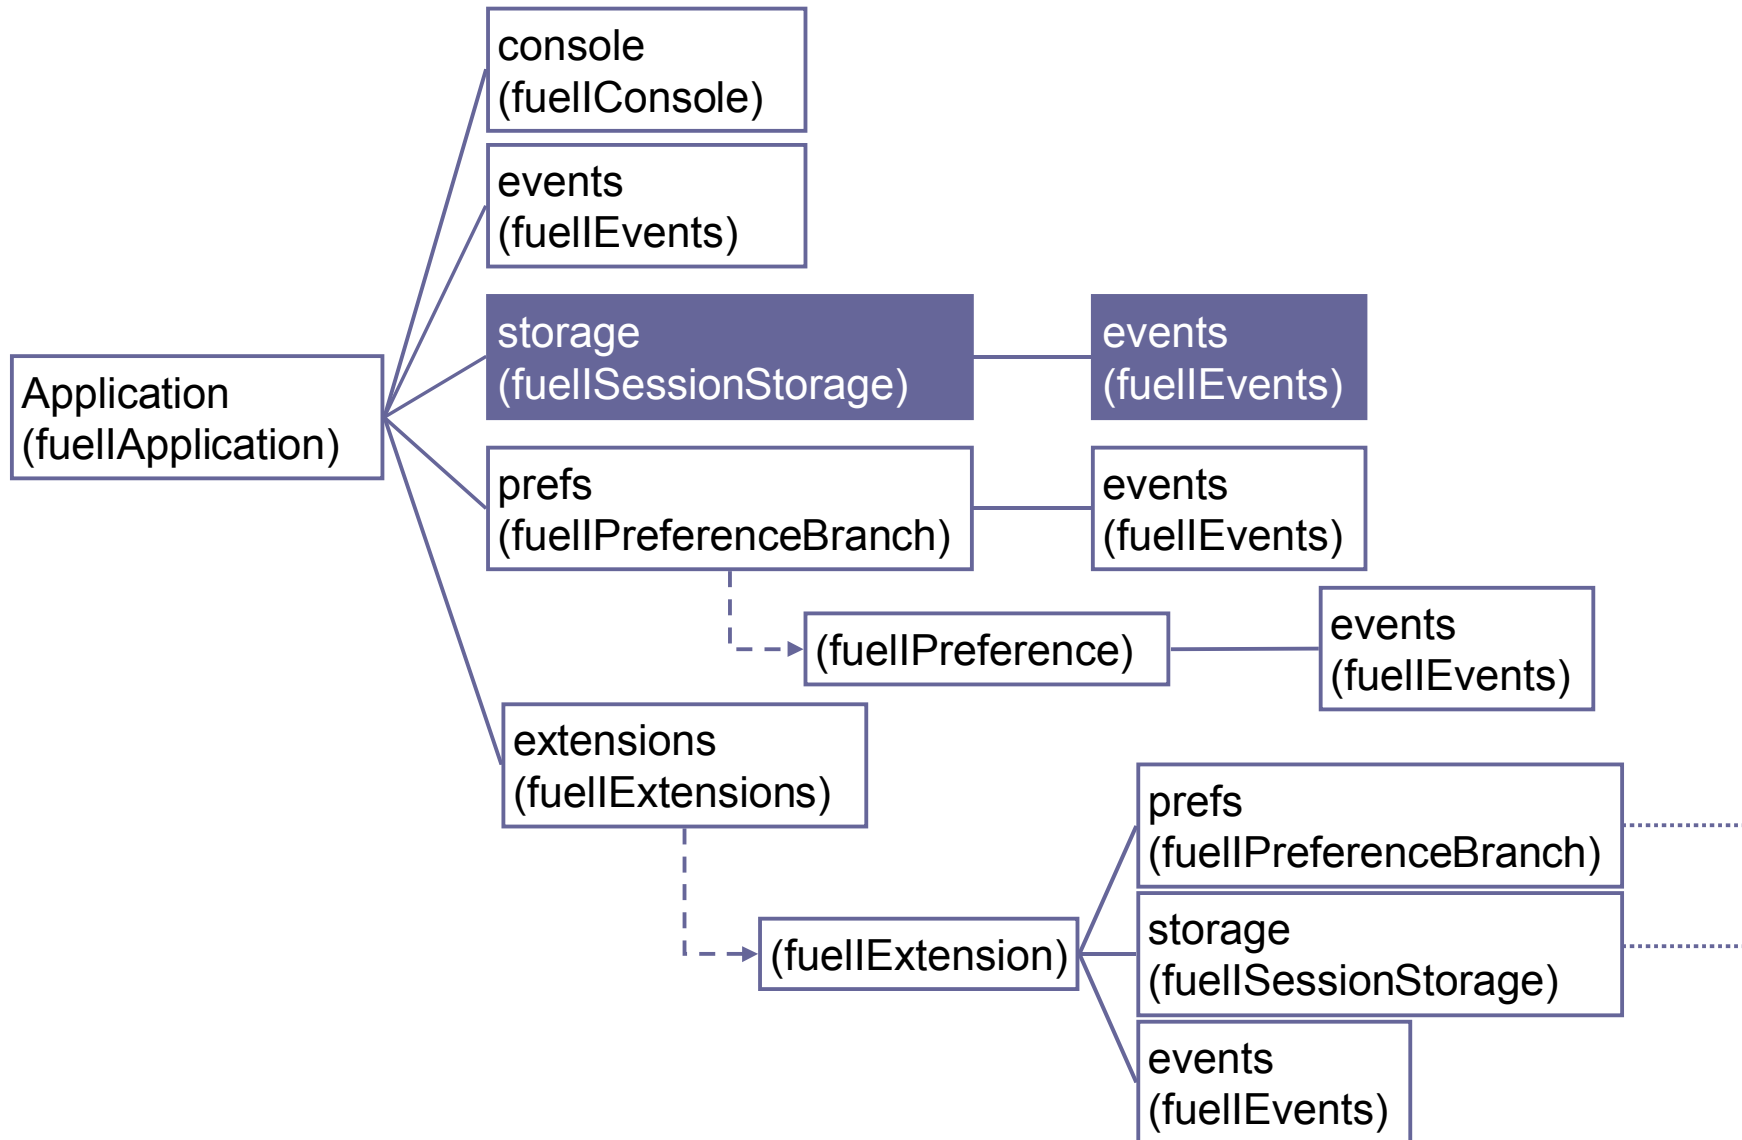 console
(fuelIConsole)
events
(fuelIEvents)
storage
(fuelISessionStorage)
events
(fuelIEvents)
Application
(fuelIApplication)
prefs
(fuelIPreferenceBranch)
events
(fuelIEvents)
(fuelIPreference)
events
(fuelIEvents)
extensions
(fuelIExtensions)
prefs
(fuelIPreferenceBranch)
(fuelIExtension)
storage
(fuelISessionStorage)
events
(fuelIEvents)